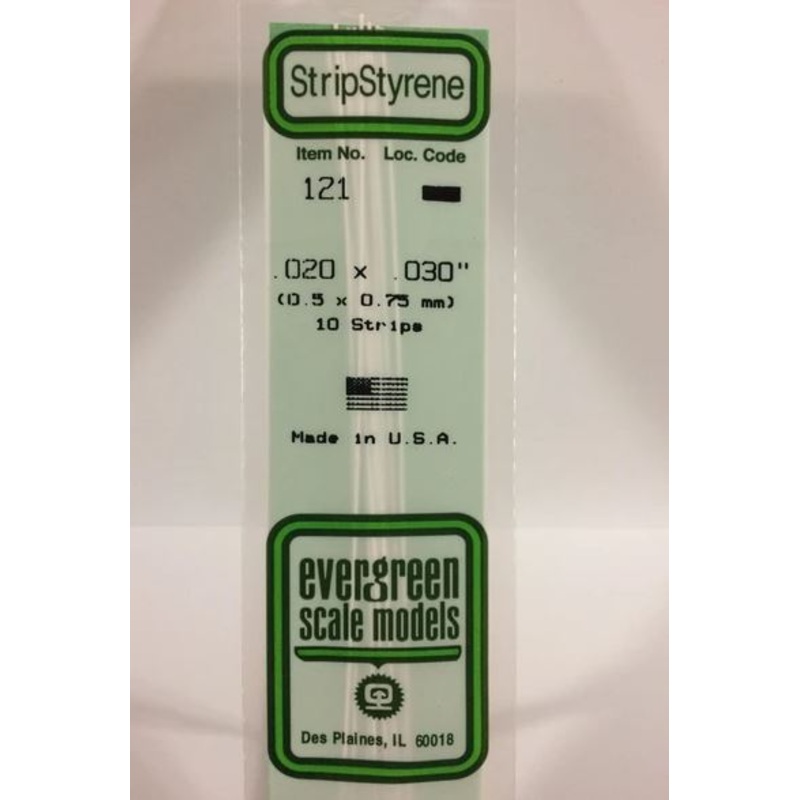 StripStyrene
Item No. Loc. Code
121
.020 x .030"
(0.5 x 0.75 mm)
10 Strips
Made in U.S.A.
evergreen
scale models
Des Plaines, IL 60018